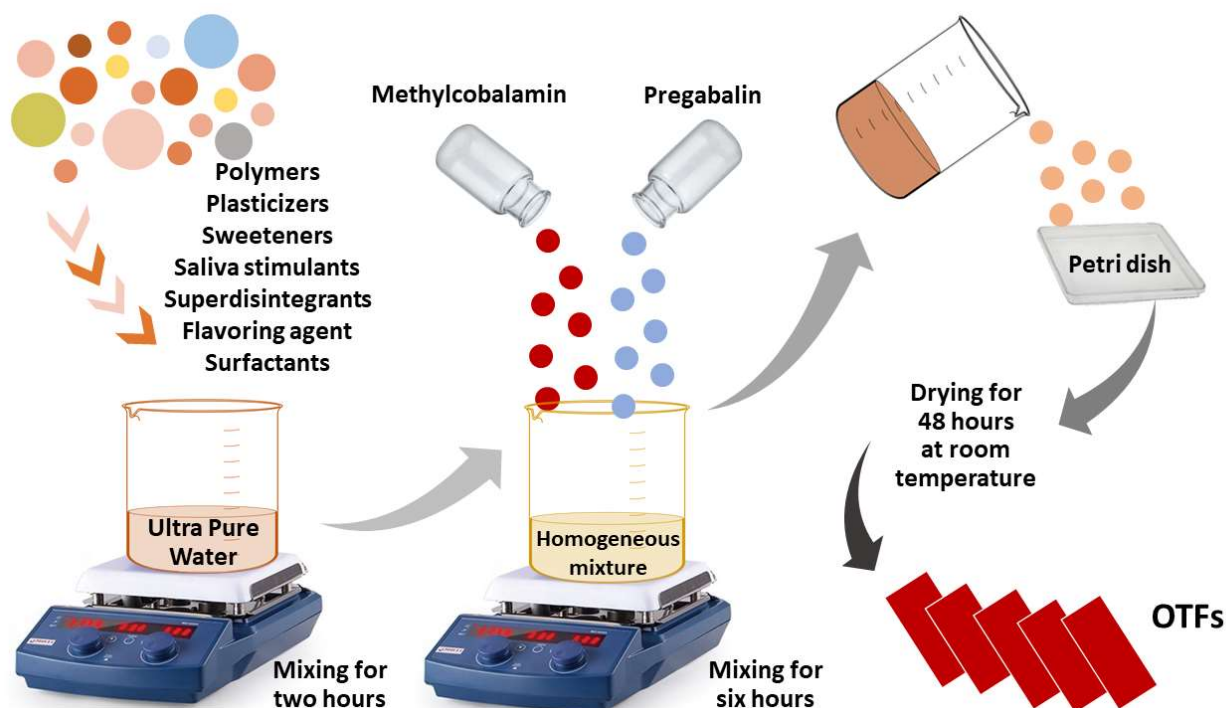 Polymers
Plasticizers
Sweeteners
Saliva stimulants
Superdisintegrants
Flavoring agent
Surfactants
Ultra Pure
Water
Mixing for
two hours
Methylcobalamin
Pregabalin
Homogeneous
mixture
Mixing for
six hours
Petri dish
Drying for
48 hours
at room
temperature
OTFs